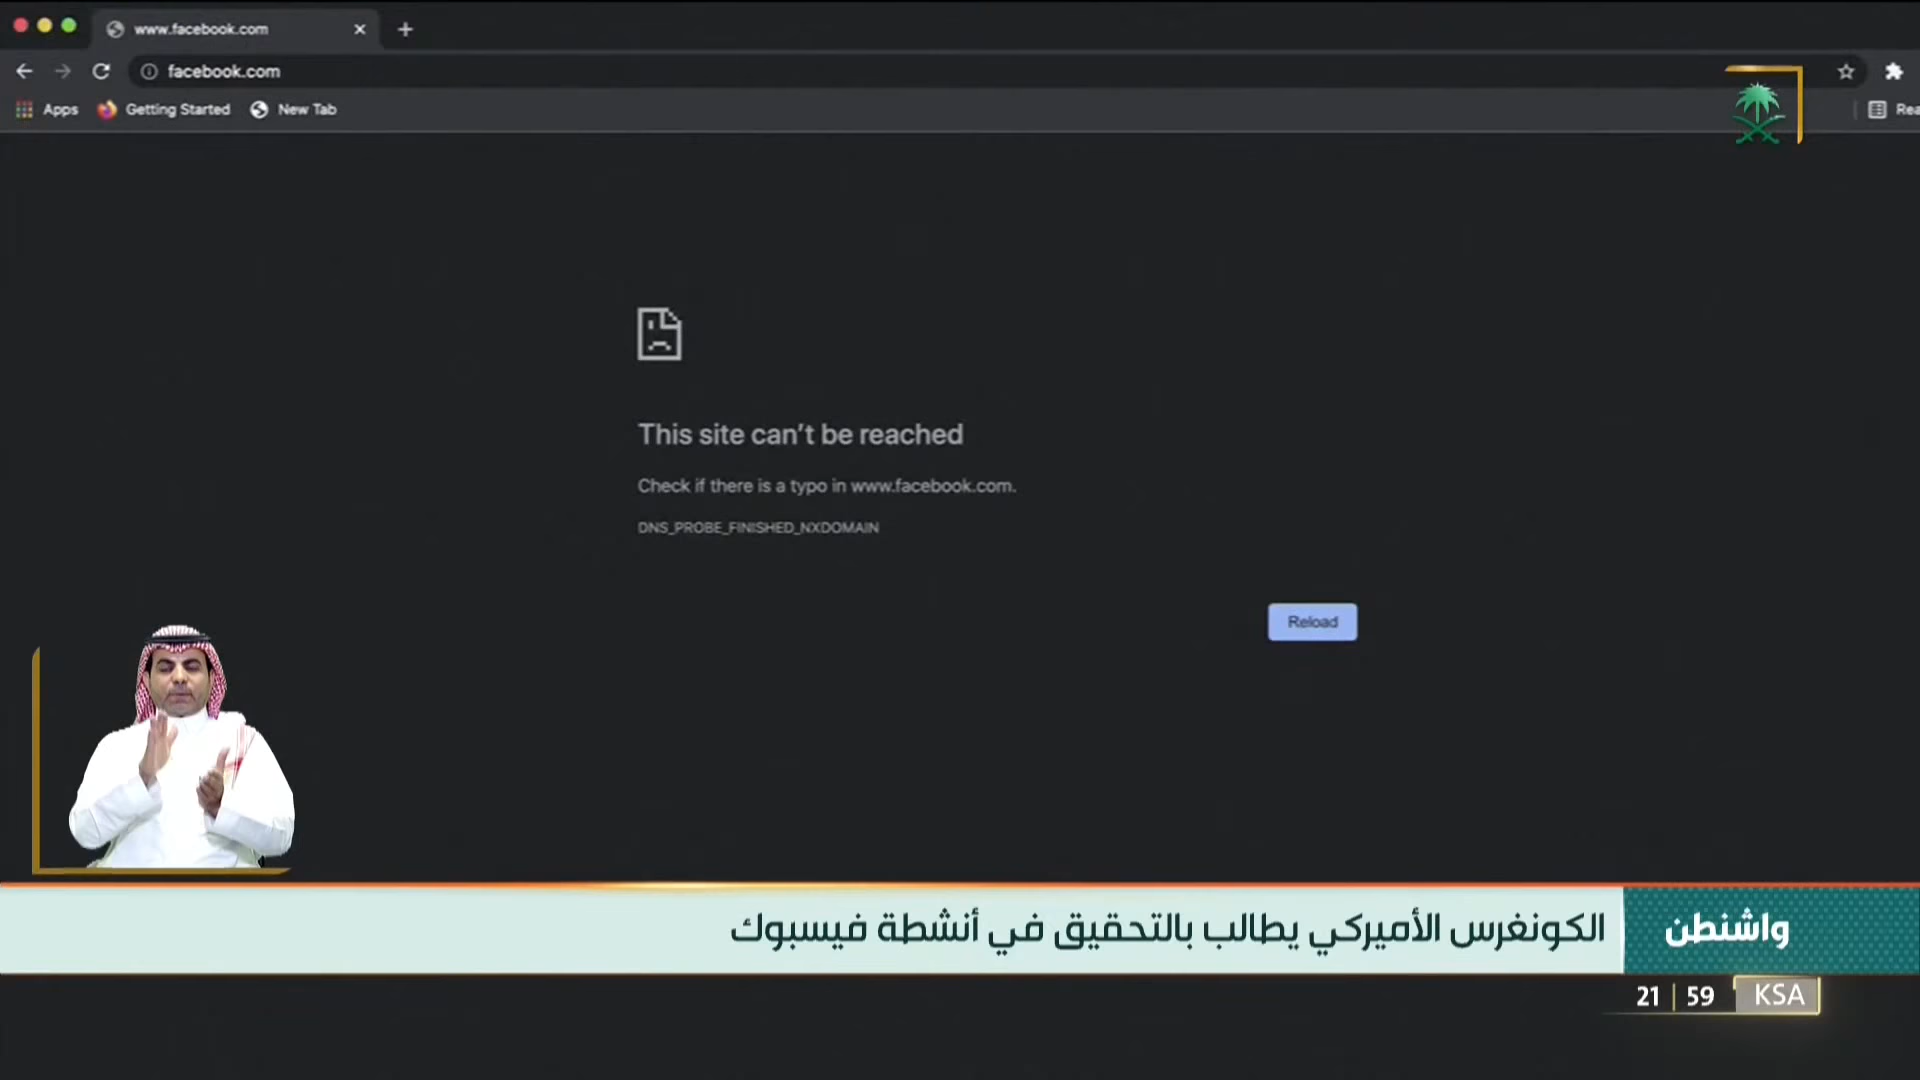 www.facebook.com
facebook.com
Apps
Getting Started
New Tab
This site can't be reached
Check if there is a typo in www.facebook.com.
DNS_PROBE_FINISHED_NXDOMAIN
Reload
واشنطن
الكونغرس الأميركي يطالب بالتحقيق في أنشطة فيسبوك
21 | 59
KSA